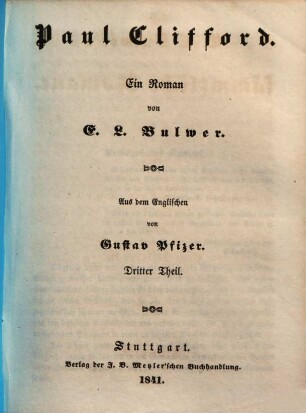 Paul Clifford.
Ein Roman
von
E. L. Bulwer.
Aus dem Englischen
von
Gustav Pfizer.
Dritter Theil.
Stuttgart.
Verlag der J. B. Metzler'schen Buchhandlung.
1841.